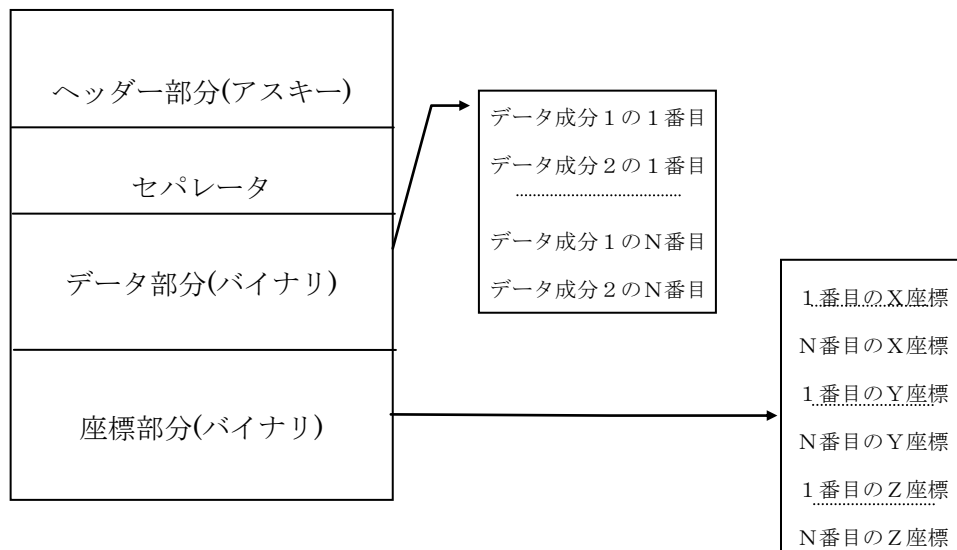 ヘッダー部分(アスキー)
セパレータ
データ部分(バイナリ)
座標部分(バイナリ)
データ成分１の１番目
データ成分２の１番目
データ成分１のＮ番目
データ成分２のＮ番目
１番目のＸ座標
Ｎ番目のＸ座標
１番目のＹ座標
Ｎ番目のＹ座標
１番目のＺ座標
Ｎ番目のＺ座標